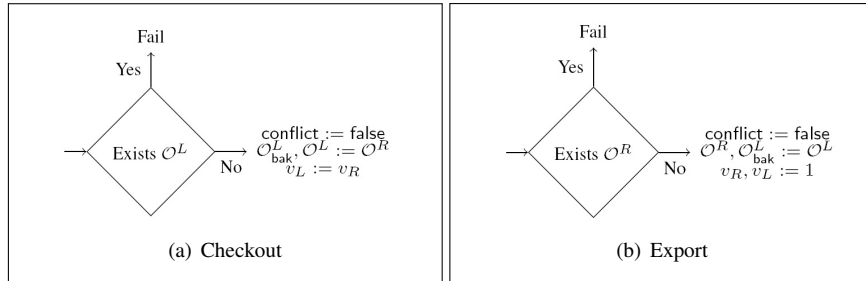 Fail
Yes
Exists 𝒪^L
No
conflict := false
𝒪^L_bak, 𝒪^L := 𝒪^R
v_L := v_R
(a) Checkout
Fail
Yes
Exists 𝒪^R
No
conflict := false
𝒪^R, 𝒪^L_bak := 𝒪^L
v_R, v_L := 1
(b) Export